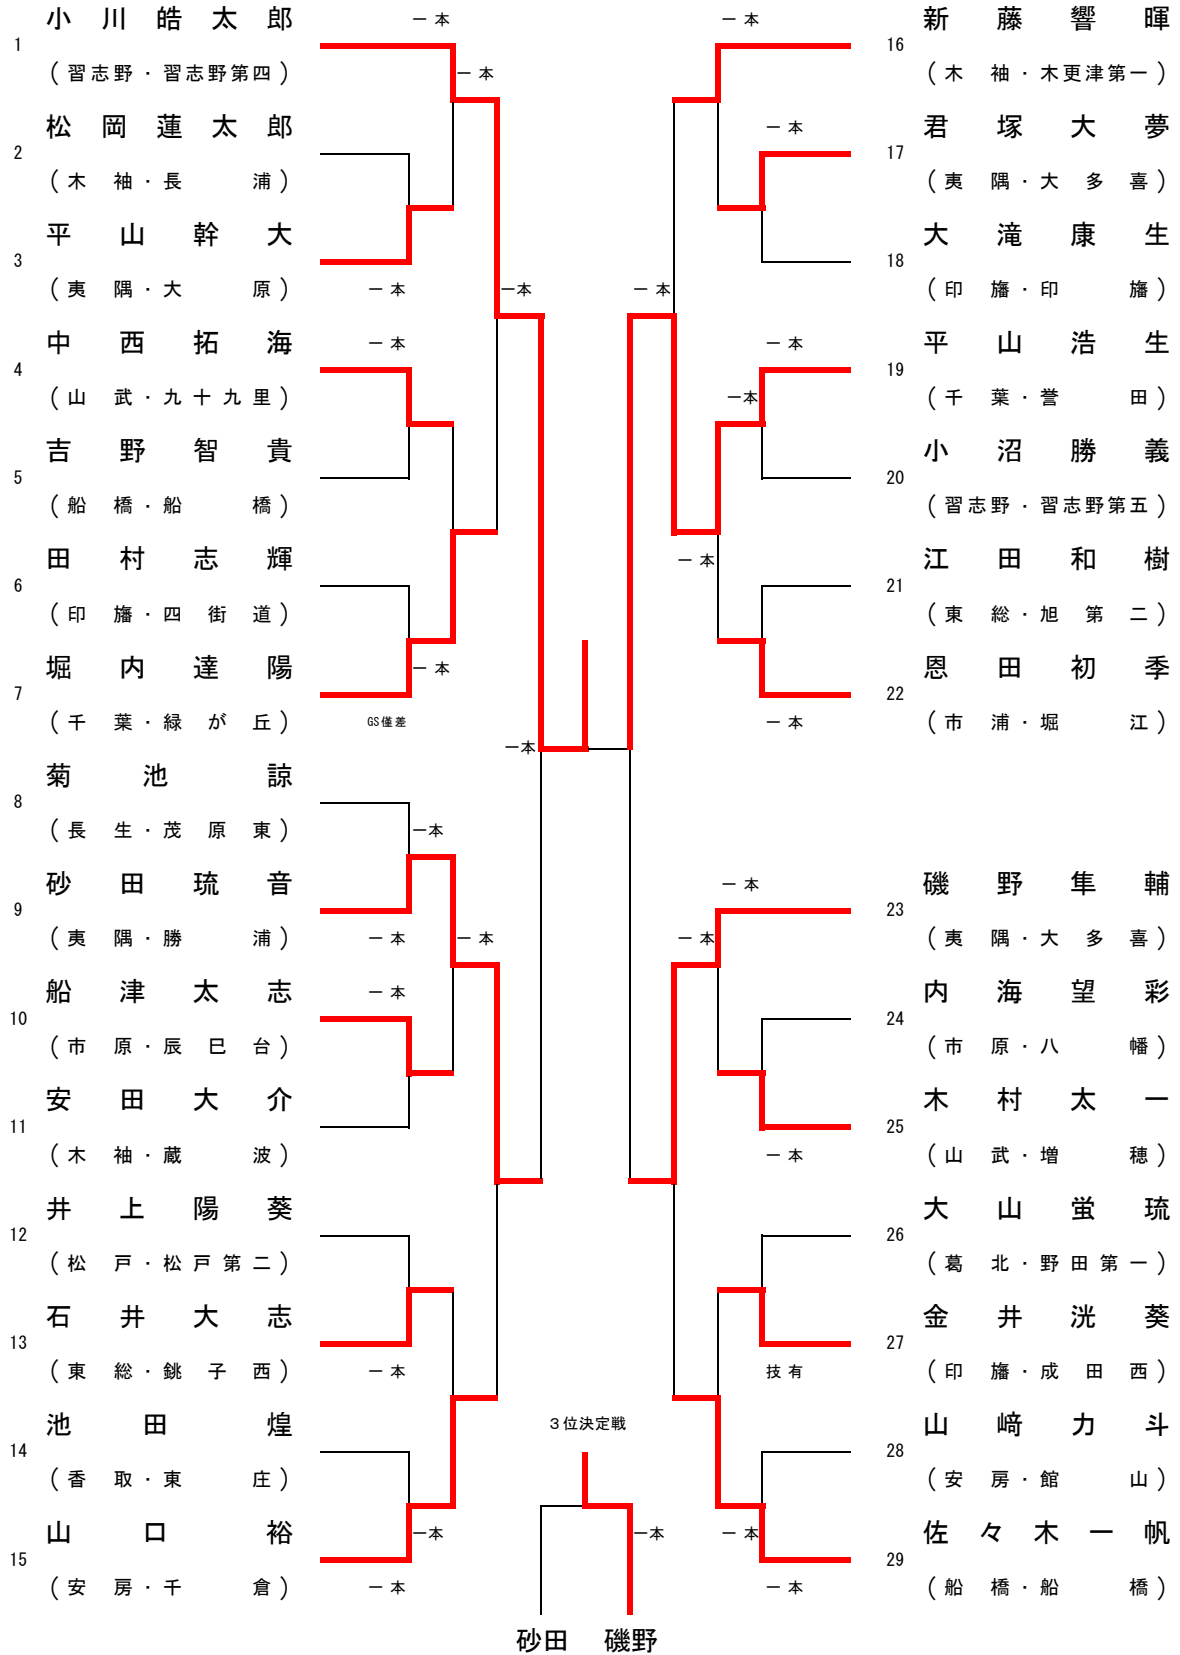 小川皓太郎
一本
1
(習志野・習志野第四)
一本
松岡蓮太郎
2
(木袖・長浦)
平山幹大
3
(夷隅・大原)
一本
一本
中西拓海
一本
4
(山武・九十九里)
吉野智貴
5
(船橋・船橋)
田村志輝
6
(印旛・四街道)
堀内達陽
一本
7
(千葉・緑が丘)
GS僅差
一本
菊池諒
8
(長生・茂原東)
一本
砂田琉音
9
(夷隅・勝浦)
一本
一本
船津太志
一本
10
(市原・辰巳台)
安田大介
11
(木袖・蔵波)
井上陽葵
12
(松戸・松戸第二)
石井大志
13
(東総・銚子西)
一本
池田煌
14
(香取・東庄)
山口裕
一本
15
(安房・千倉)
一本
新藤響暉
一本
16
(木袖・木更津第一)
君塚大夢
一本
17
(夷隅・大多喜)
大滝康生
18
(印旛・印旛)
一本
平山浩生
一本
19
(千葉・誉田)
一本
小沼勝義
20
(習志野・習志野第五)
江田和樹
一本
21
(東総・旭第二)
恩田初季
22
(市浦・堀江)
一本
磯野隼輔
一本
23
(夷隅・大多喜)
一本
内海望彩
24
(市原・八幡)
木村太一
25
(山武・増穂)
一本
大山蛍琉
26
(葛北・野田第一)
金井洸葵
27
(印旛・成田西)
技有
山﨑力斗
28
(安房・館山)
佐々木一帆
一本
29
(船橋・船橋)
一本
3位決定戦
一本
砂田 磯野